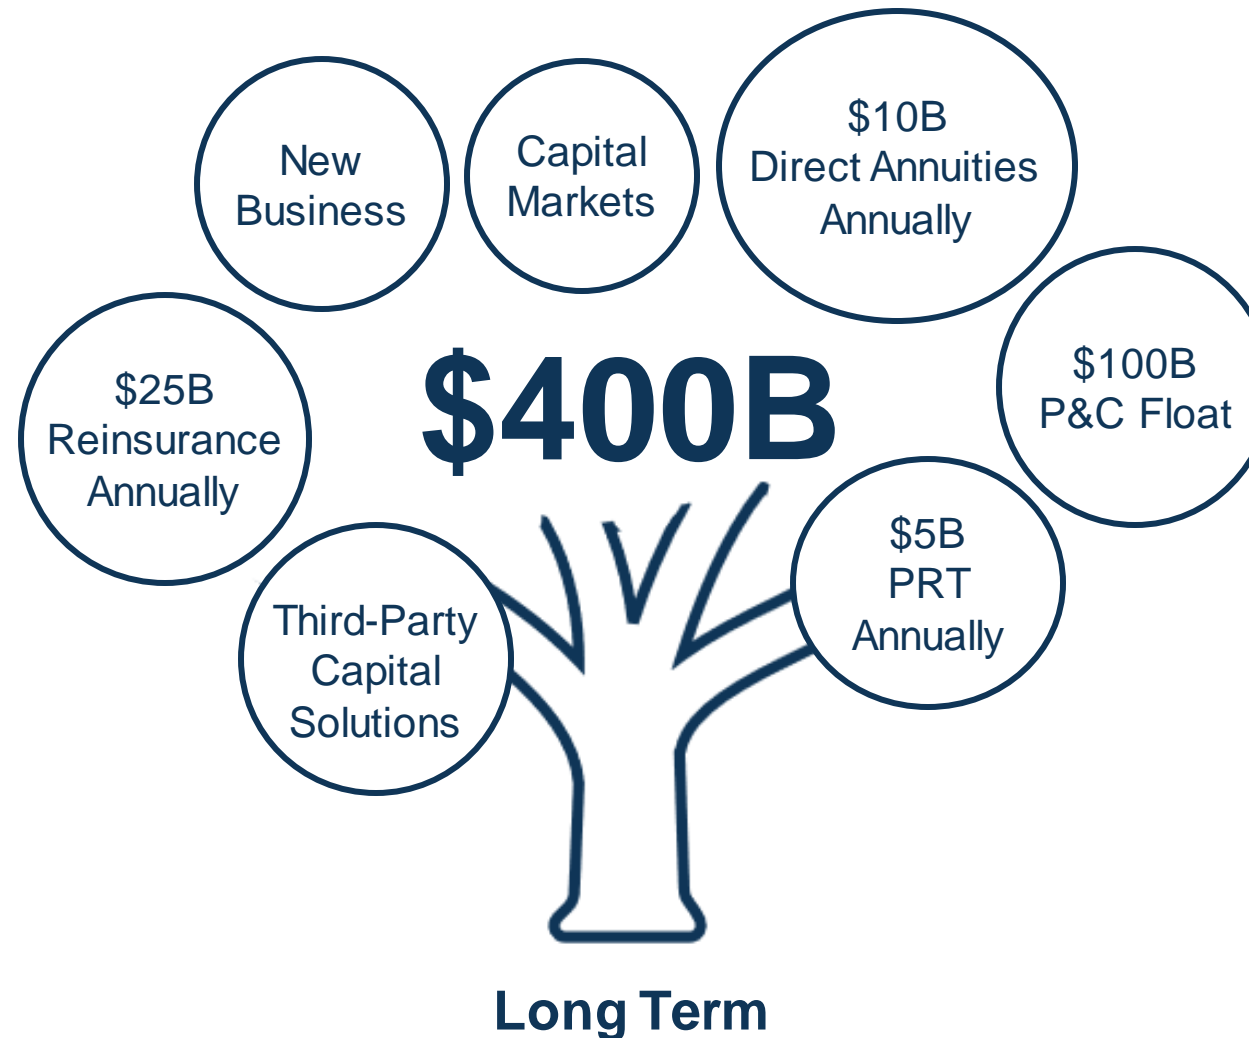 New
Business
Capital
Markets
$10B
Direct Annuities
Annually
$25B
Reinsurance
Annually
$400B
$100B
P&C Float
Third-Party
Capital
Solutions
$5B
PRT
Annually
Long Term